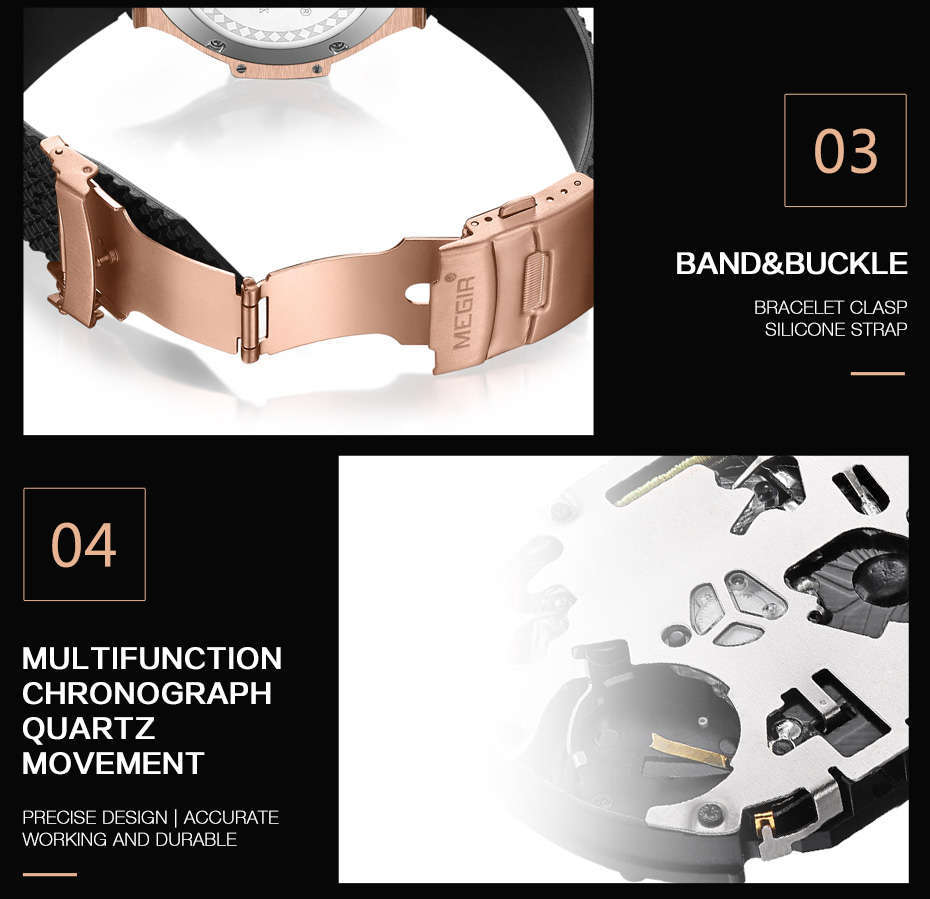 MEGIR®
03
BAND&BUCKLE
BRACELET CLASP
SILICONE STRAP
04
MULTIFUNCTION
CHRONOGRAPH
QUARTZ
MOVEMENT
PRECISE DESIGN | ACCURATE
WORKING AND DURABLE